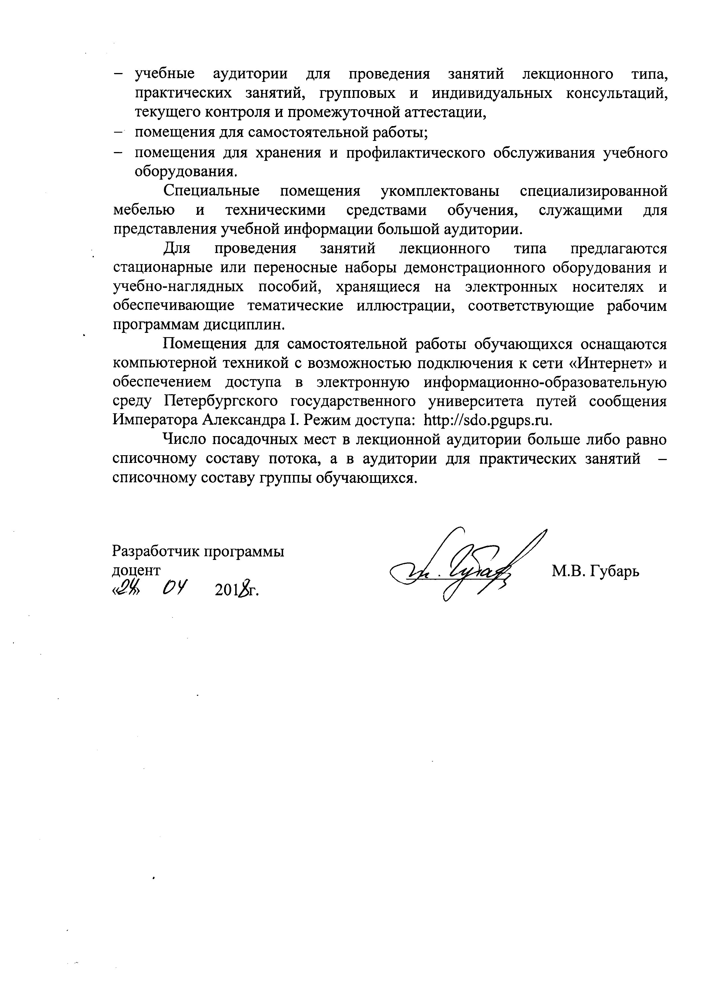 – учебные аудитории для проведения занятий лекционного типа,
практических занятий, групповых и индивидуальных консультаций,
текущего контроля и промежуточной аттестации,
– помещения для самостоятельной работы;
– помещения для хранения и профилактического обслуживания учебного
оборудования.
Специальные помещения укомплектованы специализированной
мебелью и техническими средствами обучения, служащими для
представления учебной информации большой аудитории.
Для проведения занятий лекционного типа предлагаются
стационарные или переносные наборы демонстрационного оборудования и
учебно-наглядных пособий, хранящиеся на электронных носителях и
обеспечивающие тематические иллюстрации, соответствующие рабочим
программам дисциплин.
Помещения для самостоятельной работы обучающихся оснащаются
компьютерной техникой с возможностью подключения к сети «Интернет» и
обеспечением доступа в электронную информационно-образовательную
среду Петербургского государственного университета путей сообщения
Императора Александра I. Режим доступа: http://sdo.pgups.ru.
Число посадочных мест в лекционной аудитории больше либо равно
списочному составу потока, а в аудитории для практических занятий –
списочному составу группы обучающихся.
Разработчик программы
доцент М.В. Губарь
«24» 04 2018г.